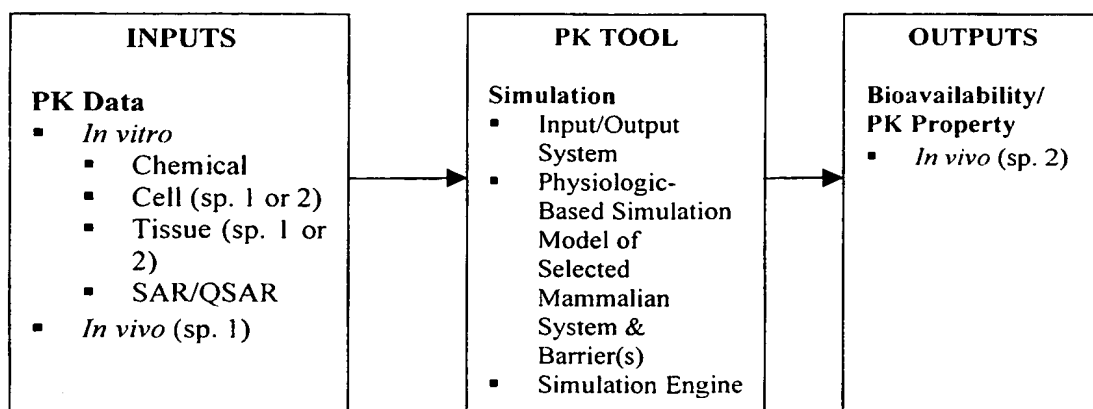 INPUTS
PK Data
▪ In vitro
▪ Chemical
▪ Cell (sp. 1 or 2)
▪ Tissue (sp. 1 or
2)
▪ SAR/QSAR
▪ In vivo (sp. 1)
PK TOOL
Simulation
▪ Input/Output
System
▪ Physiologic-
Based Simulation
Model of
Selected
Mammalian
System &
Barrier(s)
▪ Simulation Engine
OUTPUTS
Bioavailability/
PK Property
▪ In vivo (sp. 2)